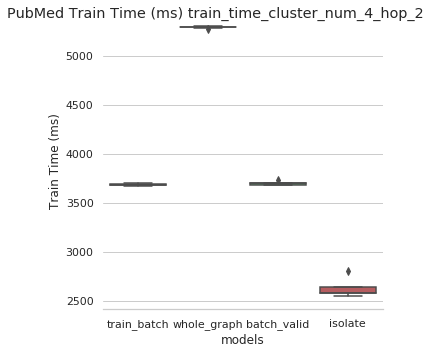 PubMed Train Time (ms) train_time_cluster_num_4_hop_2
5000
4500
4000
3500
3000
2500
Train Time (ms)
train_batch whole_graph batch_valid isolate
models